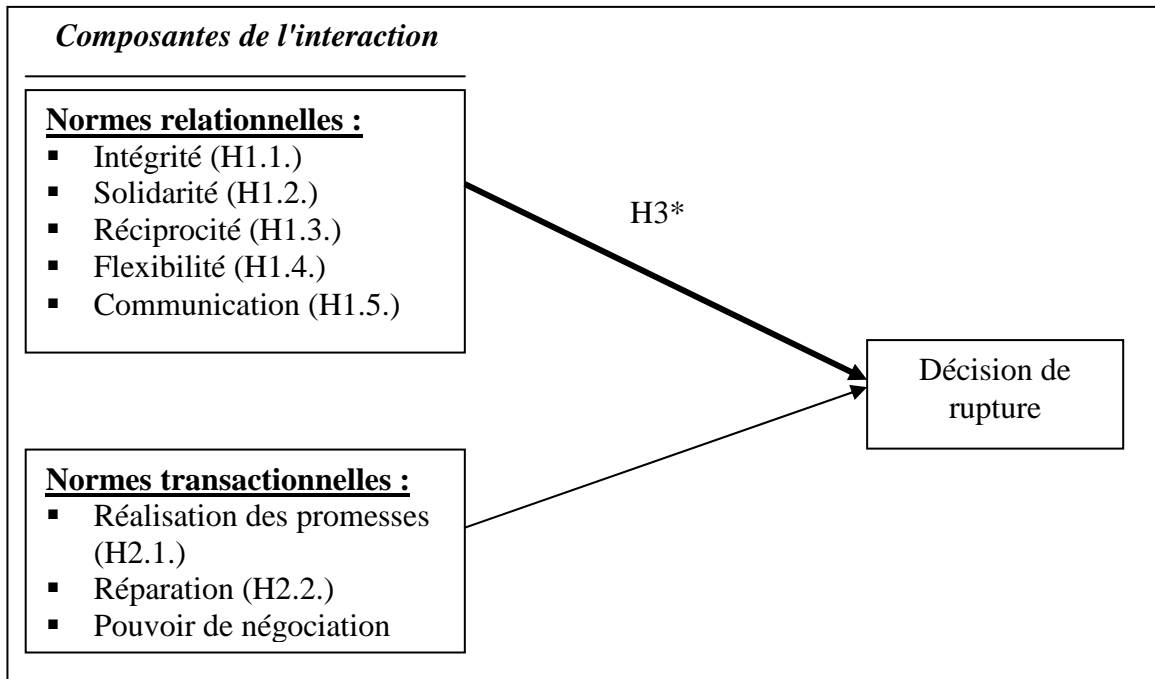 Composantes de l'interaction
Normes relationnelles :
▪ Intégrité (H1.1.)
▪ Solidarité (H1.2.)
▪ Réciprocité (H1.3.)
▪ Flexibilité (H1.4.)
▪ Communication (H1.5.)
H3*
Décision de
rupture
Normes transactionnelles :
▪ Réalisation des promesses
(H2.1.)
▪ Réparation (H2.2.)
▪ Pouvoir de négociation